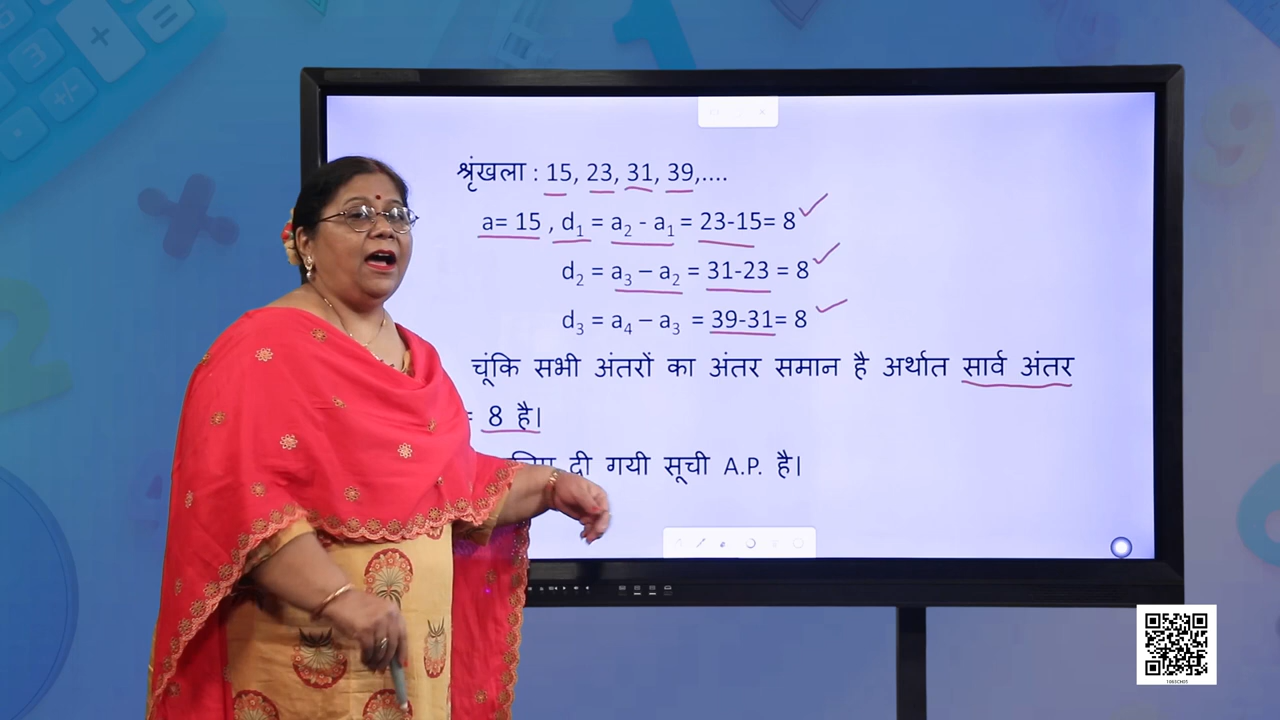 श्रृंखला : 15, 23, 31, 39,....
a= 15 , d₁ = a₂ - a₁ = 23-15= 8
d₂ = a₃ – a₂ = 31-23 = 8
d₃ = a₄ – a₃ = 39-31= 8
चूंकि सभी अंतरों का अंतर समान है अर्थात सार्व अंतर
= 8 है।
दी गयी सूची A.P. है।